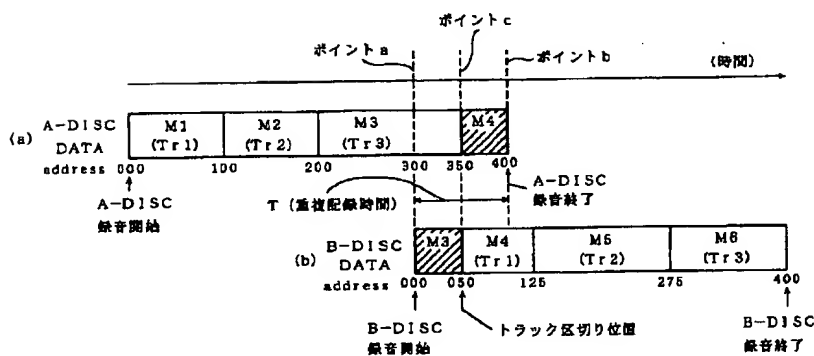 ポイントc
ポイントa
ポイントb
(時間)
(a) A-DISC DATA
M1 (Tr1)
M2 (Tr2)
M3 (Tr3)
M4
address 000 100 200 300 350 400
A-DISC 録音開始
T (重複記録時間)
A-DISC 録音終了
(b) B-DISC DATA
M3
M4 (Tr1)
M5 (Tr2)
M6 (Tr3)
address 000 050 125 275 400
B-DISC 録音開始
トラック区切り位置
B-DISC 録音終了